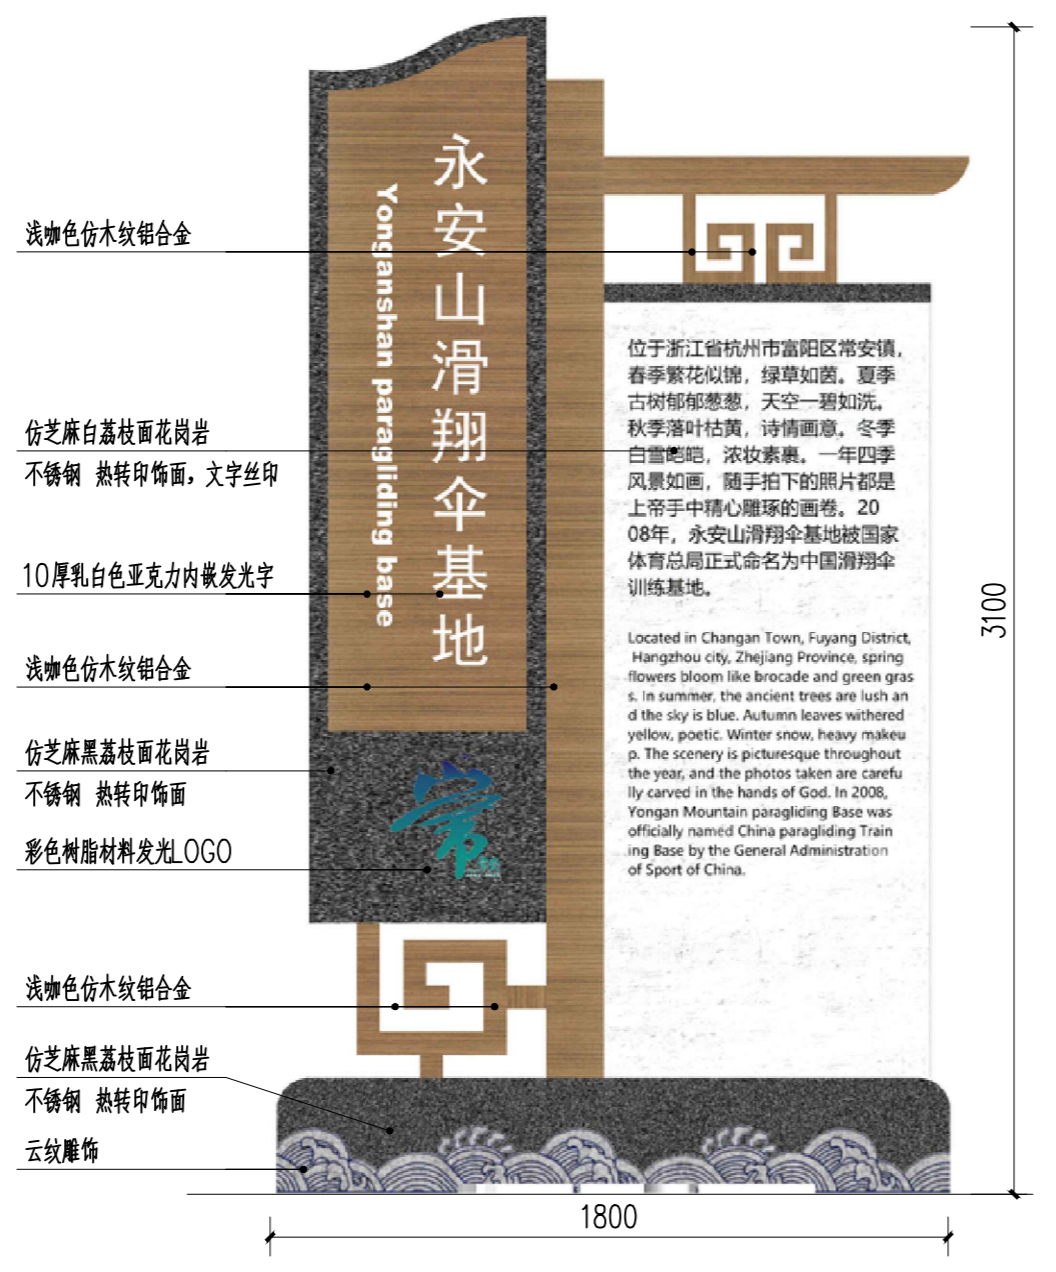 浅咖色仿木纹铝合金
仿芝麻白荔枝面花岗岩
不锈钢 热转印饰面，文字丝印
10厚乳白色亚克力内嵌发光字
浅咖色仿木纹铝合金
仿芝麻黑荔枝面花岗岩
不锈钢 热转印饰面
彩色树脂材料发光LOGO
浅咖色仿木纹铝合金
仿芝麻黑荔枝面花岗岩
不锈钢 热转印饰面
云纹雕饰
永安山滑翔伞基地
Yonganshan paragliding base
常
位于浙江省杭州市富阳区常安镇，
春季繁花似锦，绿草如茵。夏季
古树郁郁葱葱，天空一碧如洗。
秋季落叶枯黄，诗情画意。冬季
白雪皑皑，浓妆素裹。一年四季
风景如画，随手拍下的照片都是
上帝手中精心雕琢的画卷。20
08年，永安山滑翔伞基地被国家
体育总局正式命名为中国滑翔伞
训练基地。
Located in Changan Town, Fuyang District,
Hangzhou city, Zhejiang Province, spring
flowers bloom like brocade and green gras
s. In summer, the ancient trees are lush an
d the sky is blue. Autumn leaves withered
yellow, poetic. Winter snow, heavy makeu
p. The scenery is picturesque throughout
the year, and the photos taken are carefu
lly carved in the hands of God. In 2008,
Yongan Mountain paragliding Base was
officially named China paragliding Train
ing Base by the General Administration
of Sport of China.
3100
1800